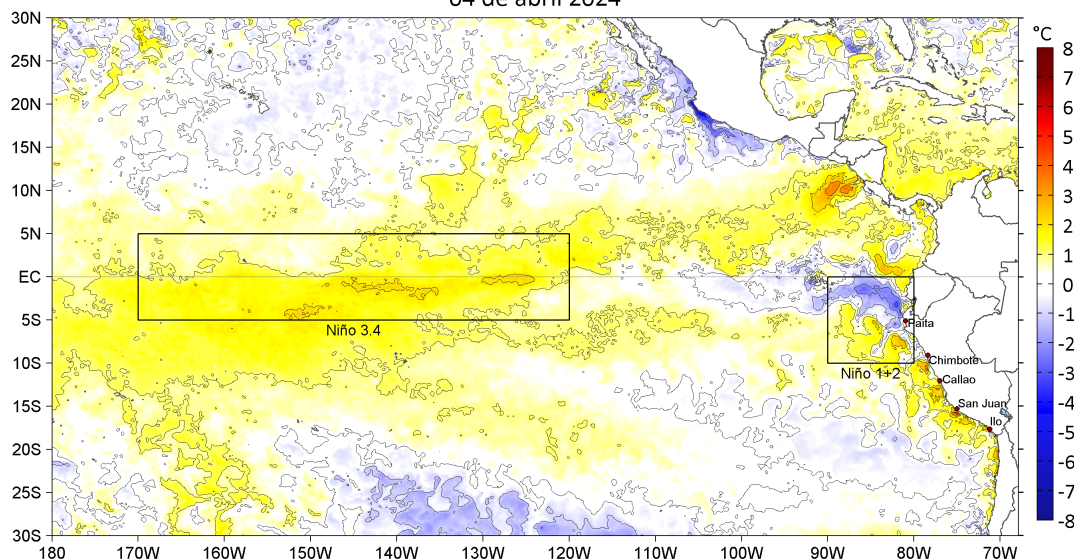 04 de abril 2024
°C
30N
25N
20N
15N
10N
5N
EC
5S
10S
15S
20S
25S
30S
8
7
6
5
4
3
2
1
0
-1
-2
-3
-4
-5
-6
-7
-8
Niño 3.4
Niño 1+2
Paita
Chimbote
Callao
San Juan
Ilo
180 170W 160W 150W 140W 130W 120W 110W 100W 90W 80W 70W